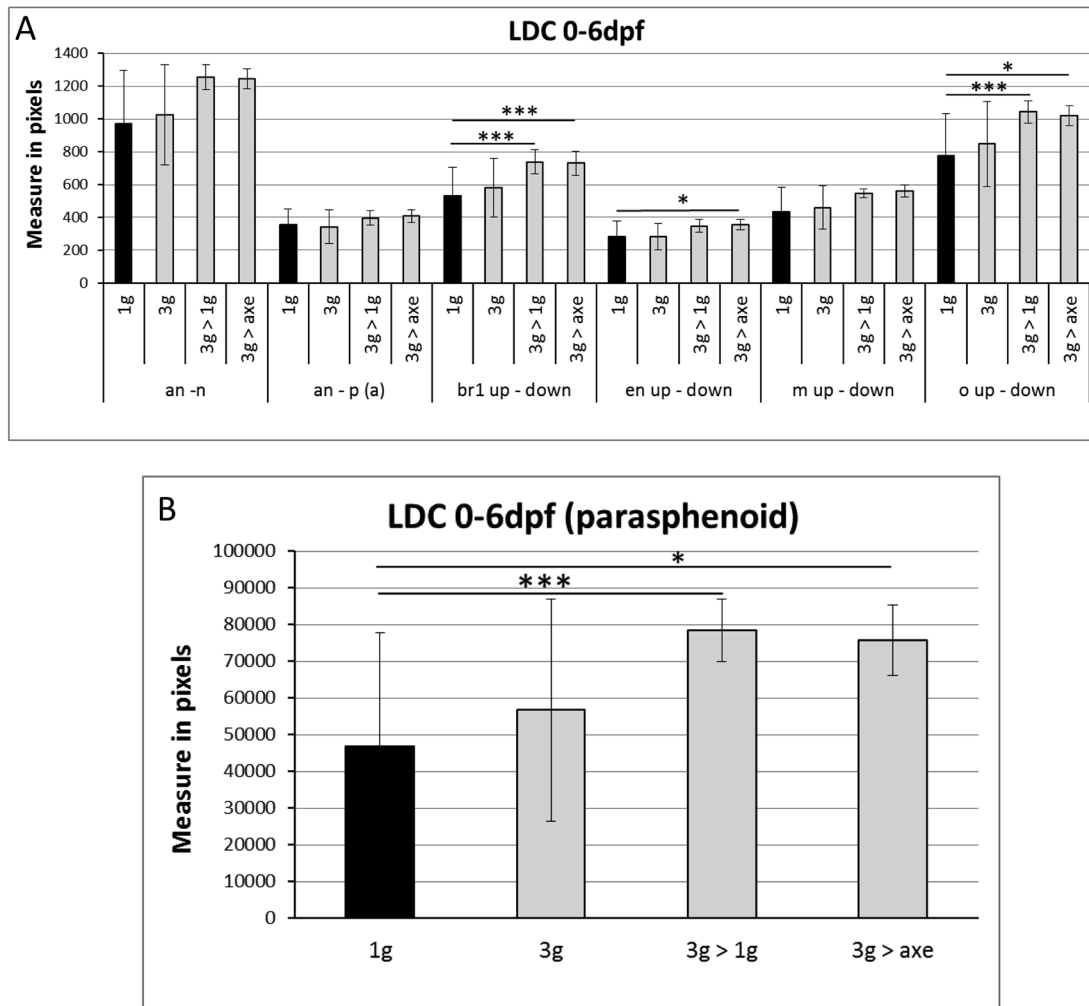 A
LDC 0-6dpf
Measure in pixels
1400
1200
1000
800
600
400
200
0
***
***
*
*
***
1g 3g 3g > 1g 3g > axe 1g 3g 3g > 1g 3g > axe 1g 3g 3g > 1g 3g > axe 1g 3g 3g > 1g 3g > axe 1g 3g 3g > 1g 3g > axe 1g 3g 3g > 1g 3g > axe
an -n an - p (a) br1 up - down en up - down m up - down o up - down
B
LDC 0-6dpf (parasphenoid)
Measure in pixels
100000
90000
80000
70000
60000
50000
40000
30000
20000
10000
0
*
***
1g 3g 3g > 1g 3g > axe